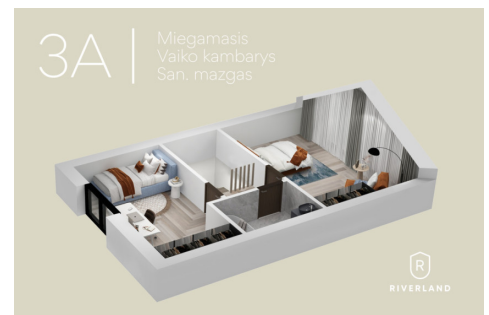 3A
Miegamasis
Vaiko kambarys
San. mazgas
R
RIVERLAND